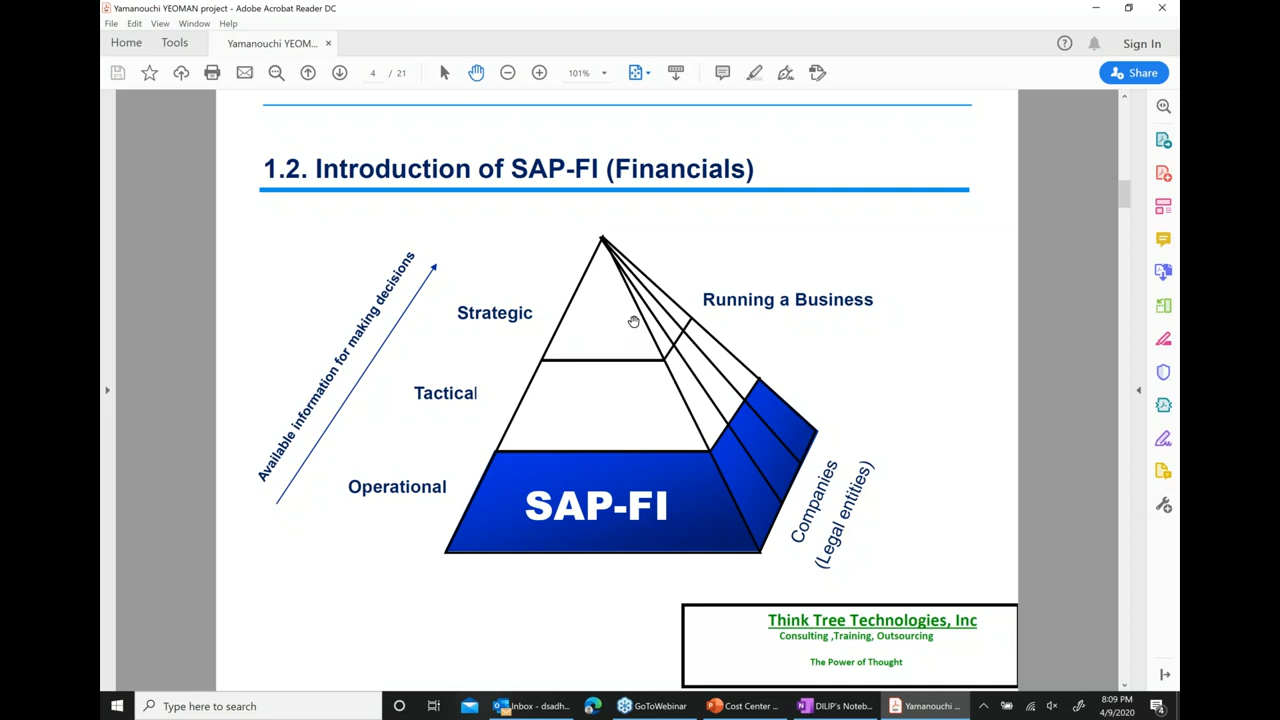 Yamanouchi YEOMAN project - Adobe Acrobat Reader DC
File Edit View Window Help
Home Tools Yamanouchi YEOM... × Sign In
4 / 21 101% Share
1.2. Introduction of SAP-FI (Financials)
Available information for making decisions
Strategic
Running a Business
Tactical
Operational
SAP-FI
Companies
(Legal entities)
Think Tree Technologies, Inc
Consulting ,Training, Outsourcing
The Power of Thought
Type here to search
Inbox - dsadh...
GoToWebinar
Cost Center ...
DILIP's Noteb...
Yamanouchi ...
8:09 PM
4/9/2020
4